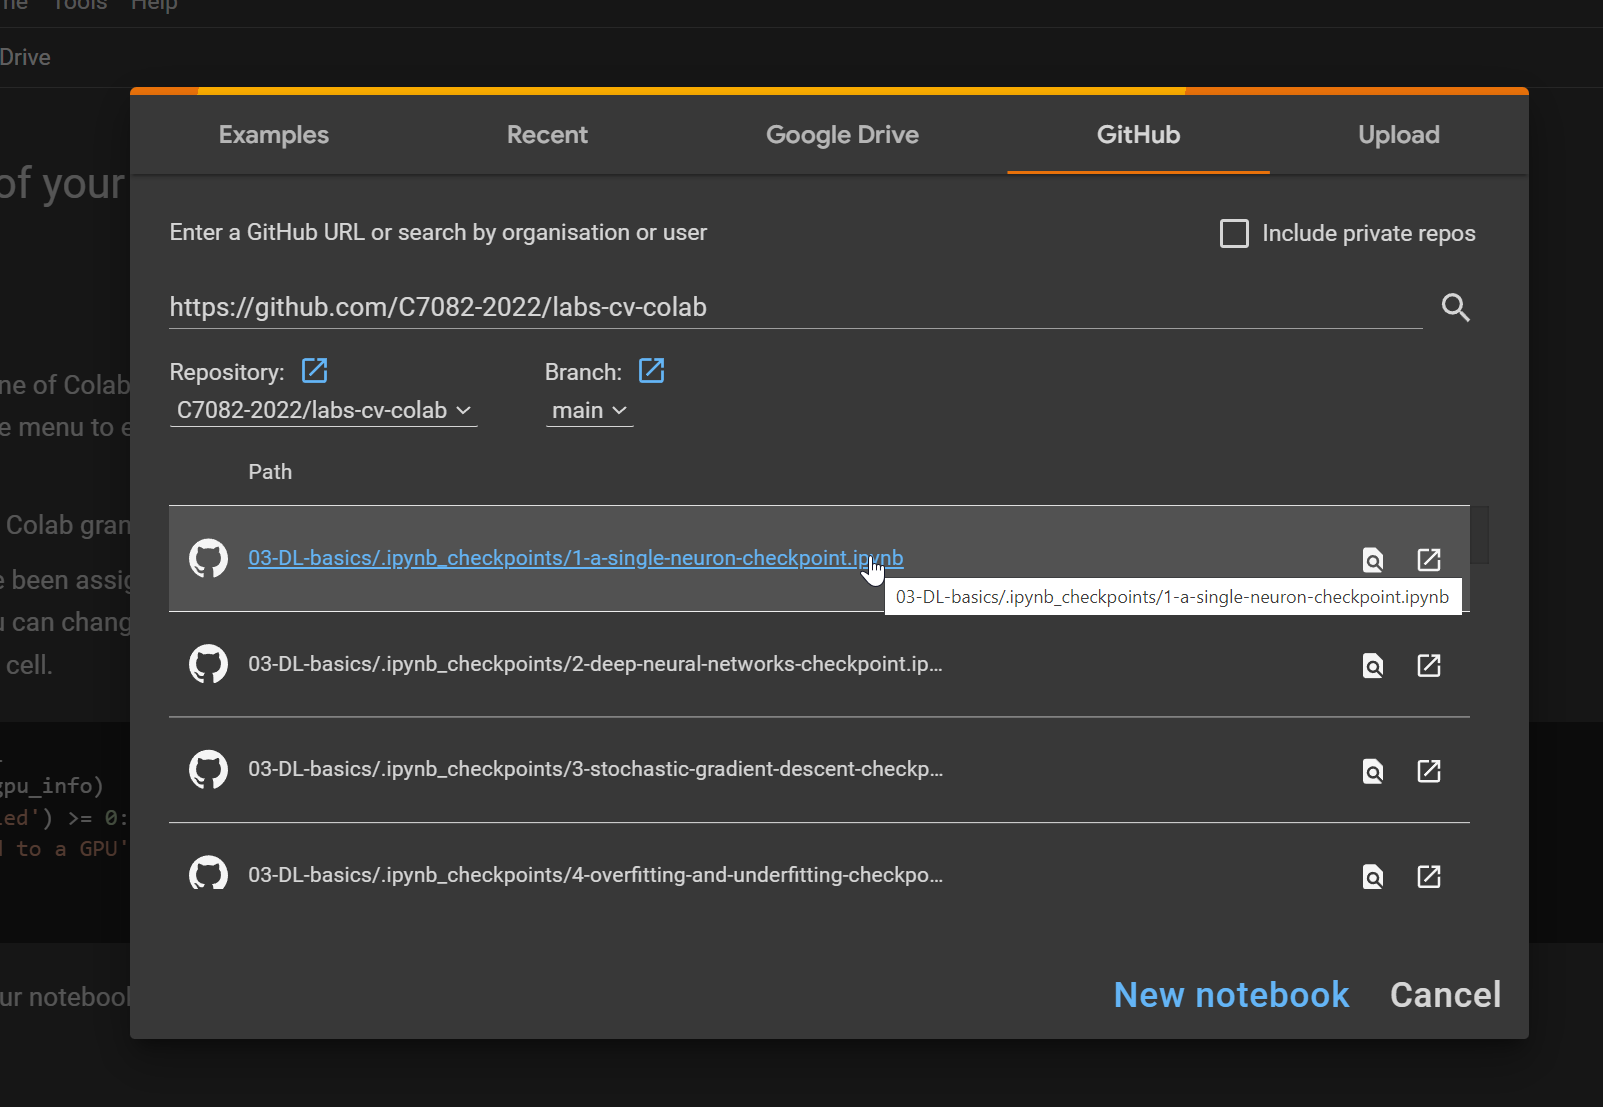 Tools Help
Drive
Examples Recent Google Drive GitHub Upload
of your
Enter a GitHub URL or search by organisation or user
Include private repos
https://github.com/C7082-2022/labs-cv-colab
Repository: Branch:
ne of Colab
C7082-2022/labs-cv-colab main
e menu to e
Path
Colab gran
03-DL-basics/.ipynb_checkpoints/1-a-single-neuron-checkpoint.ipynb
e been assig
03-DL-basics/.ipynb_checkpoints/1-a-single-neuron-checkpoint.ipynb
u can chang
cell.
03-DL-basics/.ipynb_checkpoints/2-deep-neural-networks-checkpoint.ip...
03-DL-basics/.ipynb_checkpoints/3-stochastic-gradient-descent-checkp...
gpu_info)
led') >= 0:
to a GPU'
03-DL-basics/.ipynb_checkpoints/4-overfitting-and-underfitting-checkpo...
ur notebool
New notebook Cancel